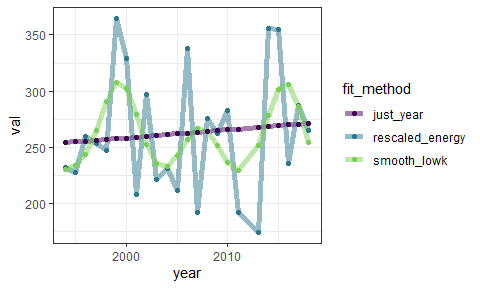 350
300
250
200
val
2000
2010
year
fit_method
just_year
rescaled_energy
smooth_lowk